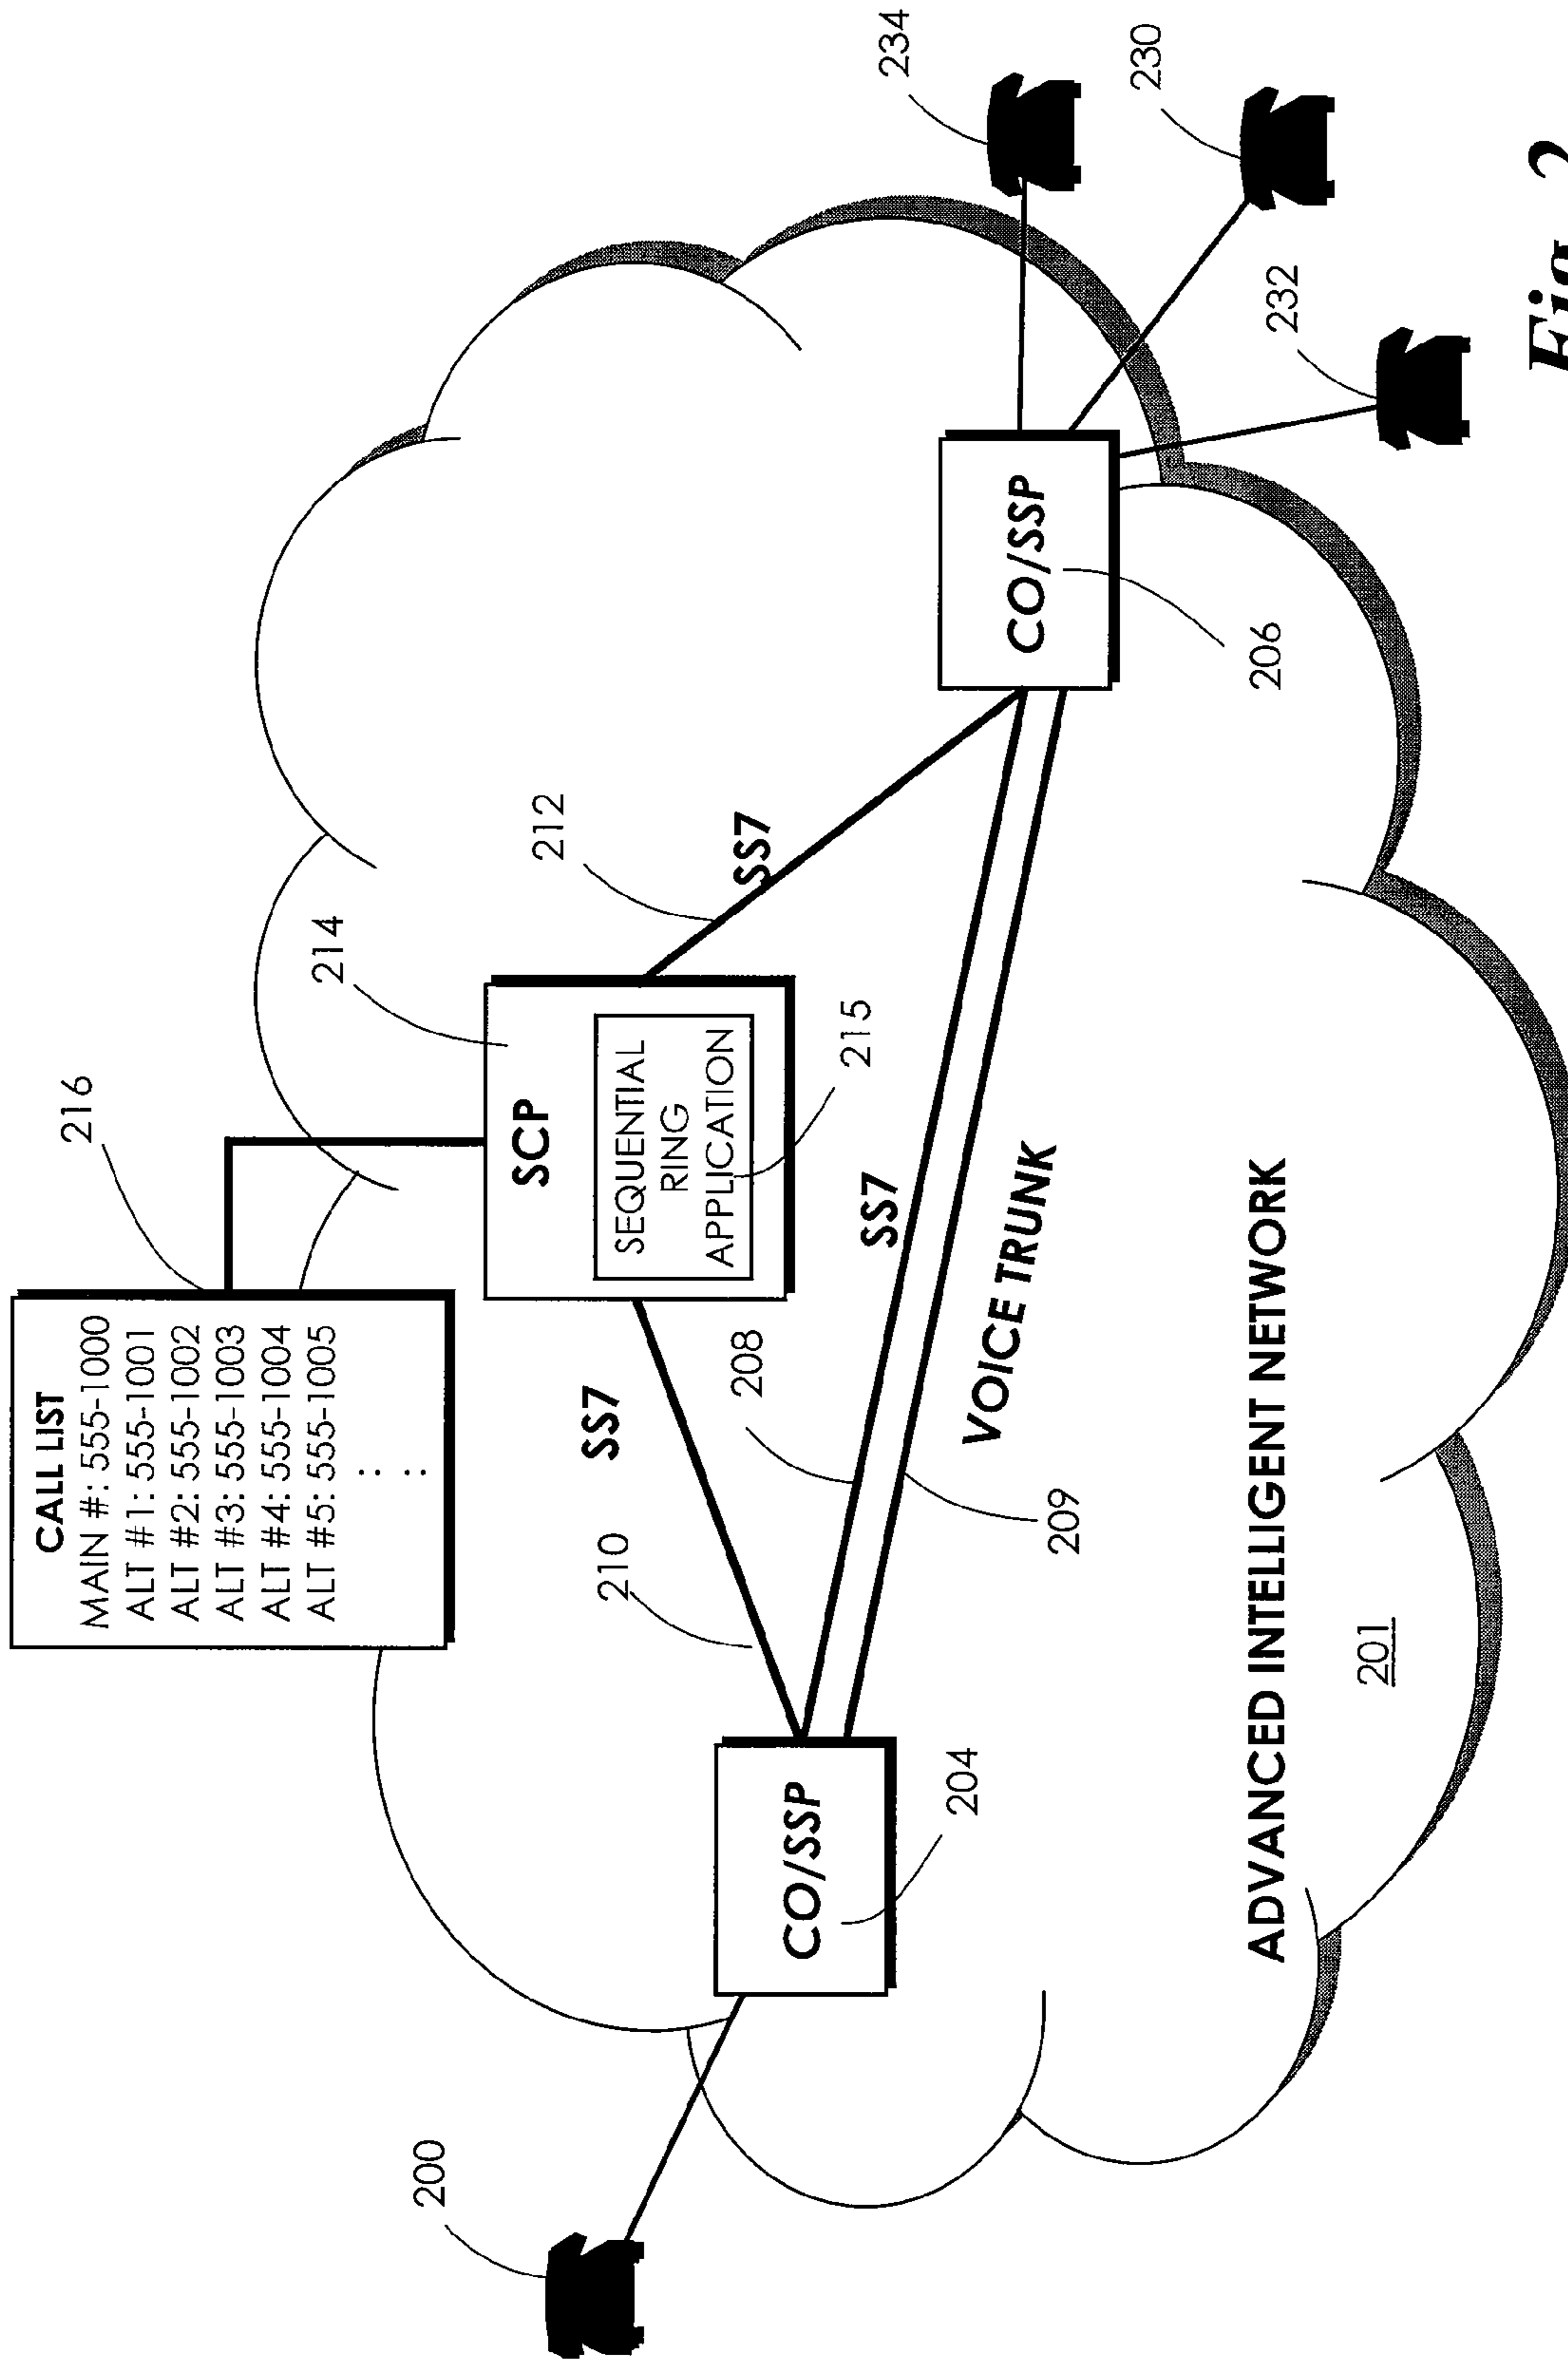 CALL LIST
MAIN #: 555-1000
ALT #1: 555-1001
ALT #2: 555-1002
ALT #3: 555-1003
ALT #4: 555-1004
ALT #5: 555-1005
:
:
216
214
SCP
SEQUENTIAL
RING
APPLICATION
215
SS7
210
212
SS7
208
SS7
209
VOICE TRUNK
200
CO/SSP
204
CO/SSP
206
234
230
232
ADVANCED INTELLIGENT NETWORK
201
Fig. 2